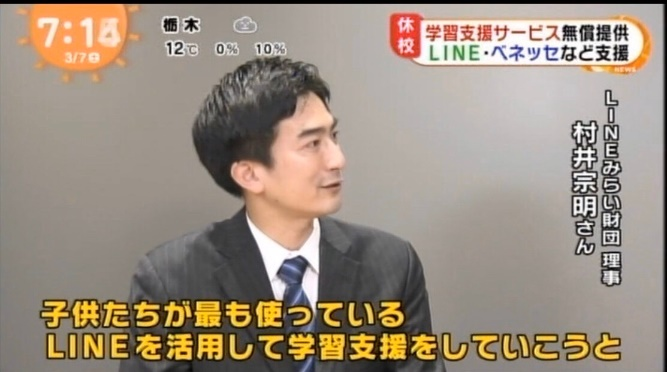 7:14
3/7
栃木
12℃ 0% 10%
休校
学習支援サービス無償提供
LINE・ベネッセなど支援
NEWS
LINEみらい財団 理事
村井宗明さん
子供たちが最も使っている
LINEを活用して学習支援をしていこうと